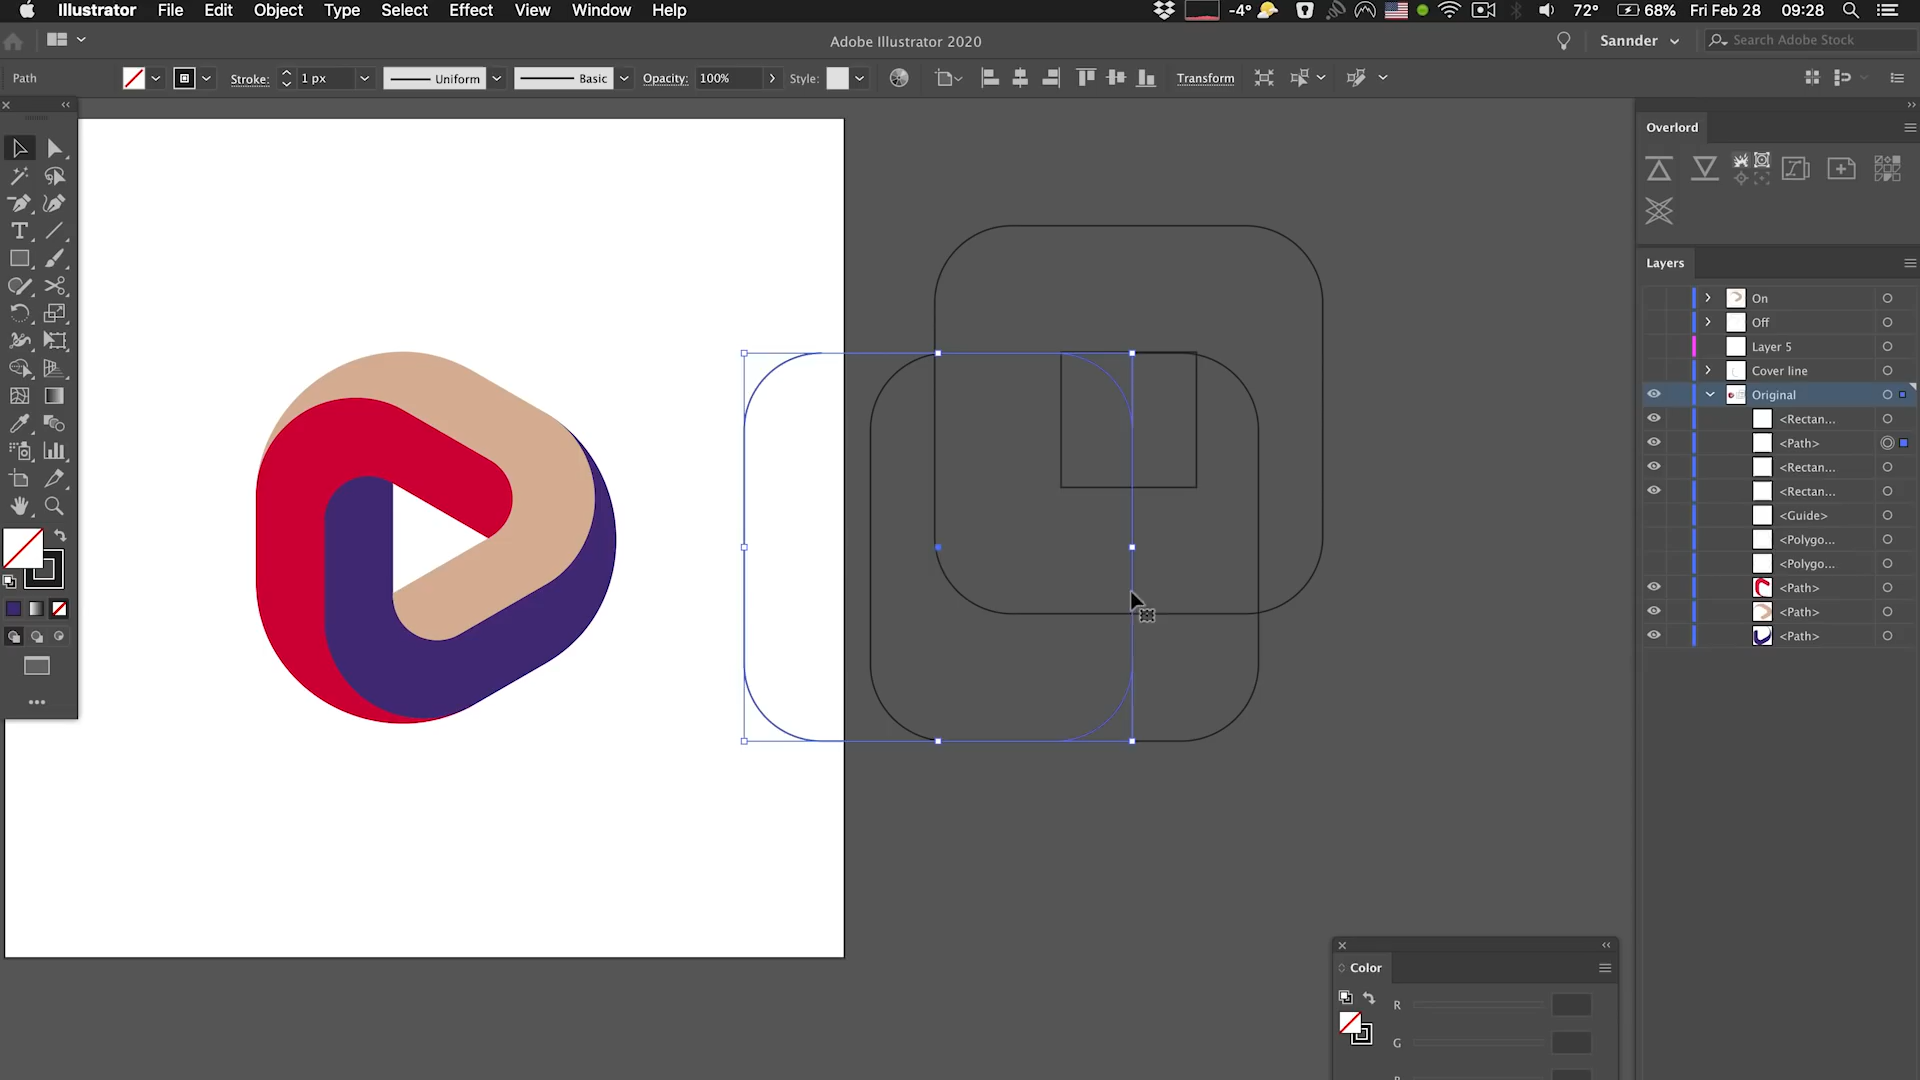 Illustrator File Edit Object Type Select Effect View Window Help -4° 72° 68% Fri Feb 28 09:28
Adobe Illustrator 2020 Sannder Search Adobe Stock
Path Stroke: 1 px Uniform Basic Opacity: 100% Style: Transform
Overlord
Layers
On
Off
Layer 5
Cover line
Original
<Rectan...
<Path>
<Rectan...
<Rectan...
<Guide>
<Polygo...
<Polygo...
<Path>
<Path>
<Path>
Color
R
G